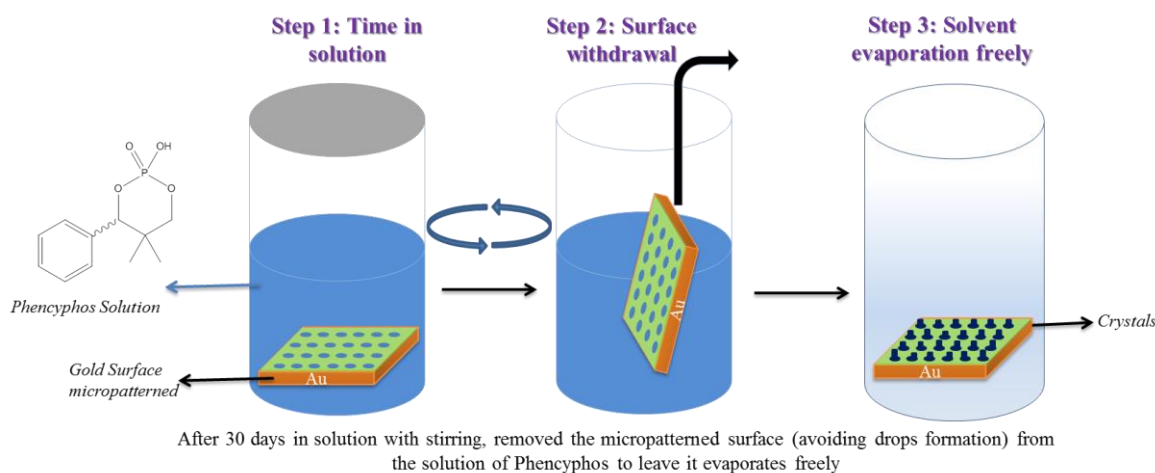 Step 1: Time in
solution
Step 2: Surface
withdrawal
Step 3: Solvent
evaporation freely
O
OH
P
O
O
Phencyphos Solution
Gold Surface
micropatterned
Au
Au
Au
Crystals
After 30 days in solution with stirring, removed the micropatterned surface (avoiding drops formation) from
the solution of Phencyphos to leave it evaporates freely